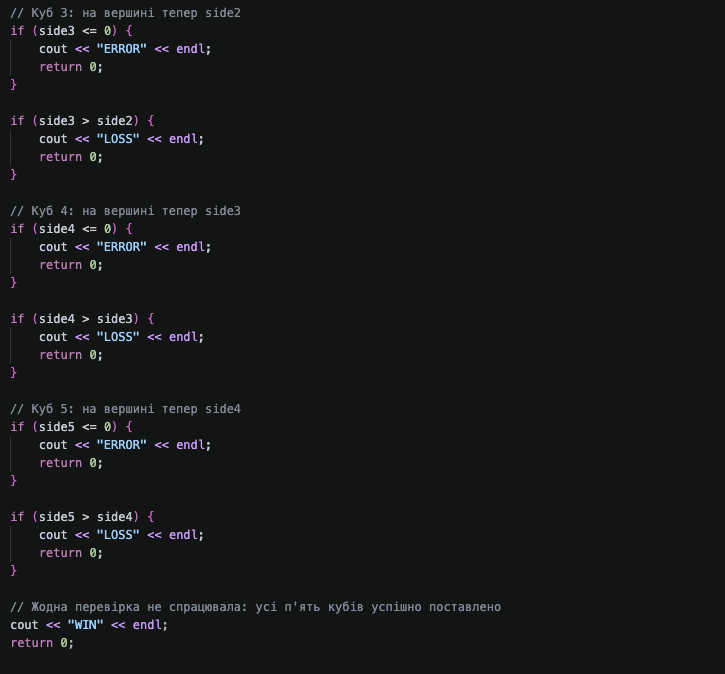 // Куб 3: на вершині тепер side2
if (side3 <= 0) {
    cout << "ERROR" << endl;
    return 0;
}

if (side3 > side2) {
    cout << "LOSS" << endl;
    return 0;
}

// Куб 4: на вершині тепер side3
if (side4 <= 0) {
    cout << "ERROR" << endl;
    return 0;
}

if (side4 > side3) {
    cout << "LOSS" << endl;
    return 0;
}

// Куб 5: на вершині тепер side4
if (side5 <= 0) {
    cout << "ERROR" << endl;
    return 0;
}

if (side5 > side4) {
    cout << "LOSS" << endl;
    return 0;
}

// Жодна перевірка не спрацювала: усі п'ять кубів успішно поставлено
cout << "WIN" << endl;
return 0;